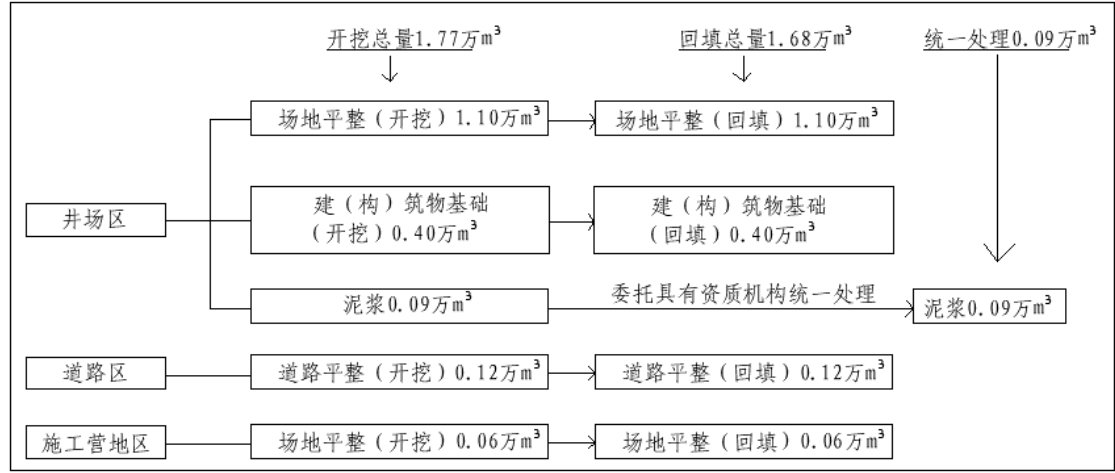 开挖总量1.77万m³
回填总量1.68万m³
统一处理0.09万m³
场地平整（开挖）1.10万m³
场地平整（回填）1.10万m³
井场区
建（构）筑物基础
（开挖）0.40万m³
建（构）筑物基础
（回填）0.40万m³
泥浆0.09万m³
委托具有资质机构统一处理
泥浆0.09万m³
道路区
道路平整（开挖）0.12万m³
道路平整（回填）0.12万m³
施工营地区
场地平整（开挖）0.06万m³
场地平整（回填）0.06万m³